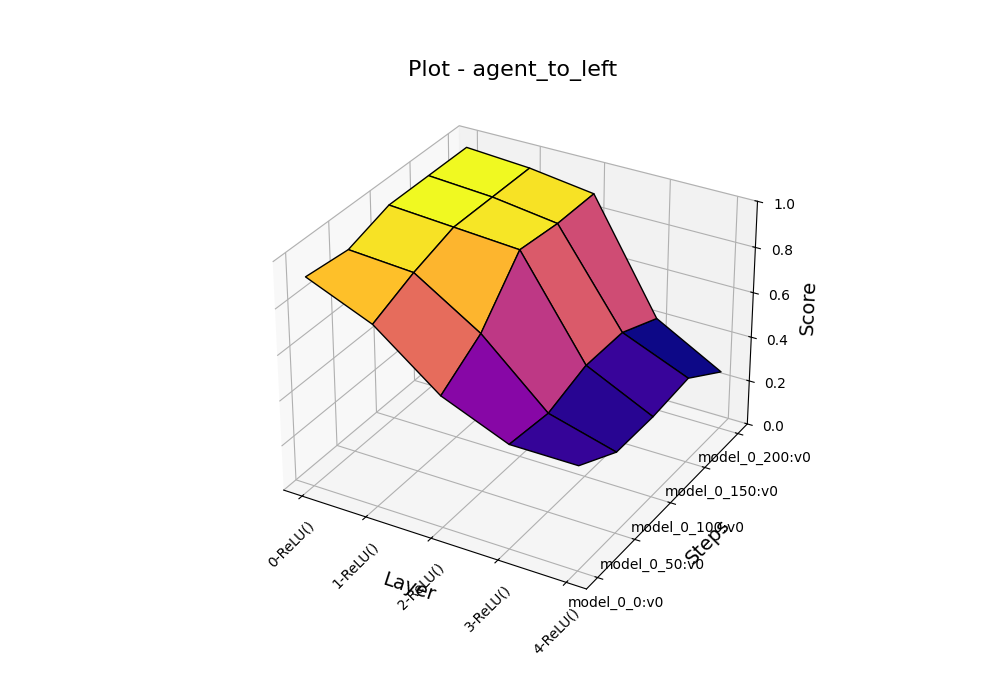 Plot - agent_to_left
1.0
0.8
0.6
0.4
0.2
0.0
Score
model_0_200:v0
model_0_150:v0
model_0_100:v0
model_0_50:v0
model_0_0:v0
Steps
0-ReLU()
1-ReLU()
2-ReLU()
3-ReLU()
4-ReLU()
Layer